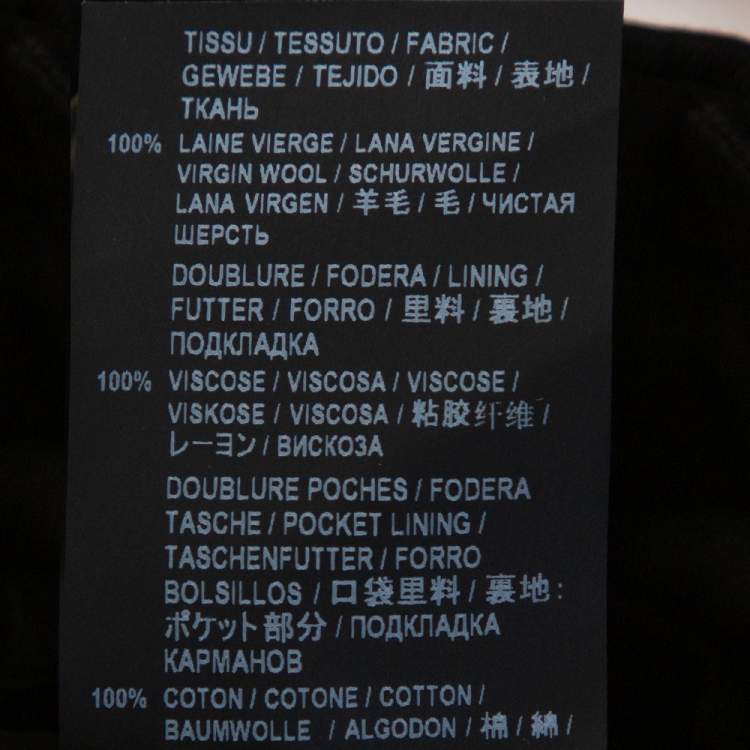 TISSU / TESSUTO / FABRIC /
GEWEBE / TEJIDO / 面料 / 表地 /
ТКАНЬ
100% LAINE VIERGE / LANA VERGINE /
VIRGIN WOOL / SCHURWOLLE /
LANA VIRGEN / 羊毛 / 毛 / ЧИСТАЯ
ШЕРСТЬ
DOUBLURE / FODERA / LINING /
FUTTER / FORRO / 里料 / 裏地 /
ПОДКЛАДКА
100% VISCOSE / VISCOSA / VISCOSE /
VISKOSE / VISCOSA / 粘胶纤维 /
レーヨン / ВИСКОЗА
DOUBLURE POCHES / FODERA
TASCHE / POCKET LINING /
TASCHENFUTTER / FORRO
BOLSILLOS / 口袋里料 / 裏地:
ポケット部分 / ПОДКЛАДКА
КАРМАНОВ
100% COTON / COTONE / COTTON /
BAUMWOLLE / ALGODON / 棉 / 綿 /